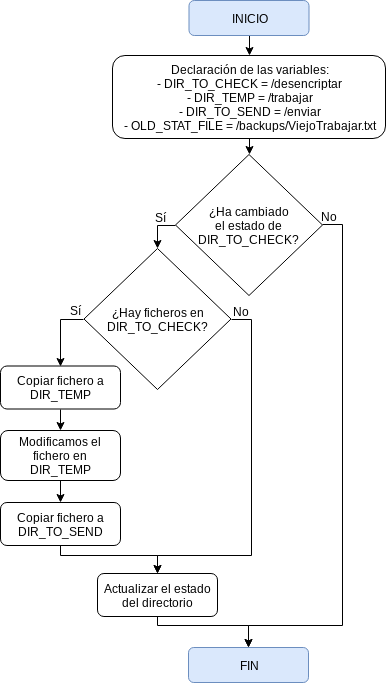 INICIO
Declaración de las variables:
- DIR_TO_CHECK = /desencriptar
- DIR_TEMP = /trabajar
- DIR_TO_SEND = /enviar
- OLD_STAT_FILE = /backups/ViejoTrabajar.txt
¿Ha cambiado
el estado de
DIR_TO_CHECK?
Sí
No
¿Hay ficheros en
DIR_TO_CHECK?
Sí
No
Copiar fichero a
DIR_TEMP
Modificamos el
fichero en
DIR_TEMP
Copiar fichero a
DIR_TO_SEND
Actualizar el estado
del directorio
FIN